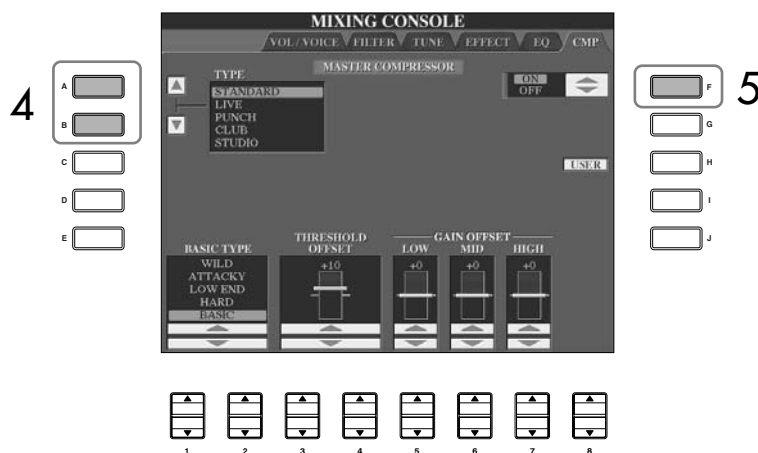 MIXING CONSOLE
VOL/VOICE FILTER TUNE EFFECT EQ CMP
MASTER COMPRESSOR
TYPE
STANDARD
LIVE
PUNCH
CLUB
STUDIO
ON
OFF
USER
4
A
B
C
D
E
5
F
G
H
I
J
BASIC TYPE
WILD
ATTACKY
LOW END
HARD
BASIC
THRESHOLD
OFFSET
+10
GAIN OFFSET
LOW MID HIGH
+0 +0 +0
1 2 3 4 5 6 7 8